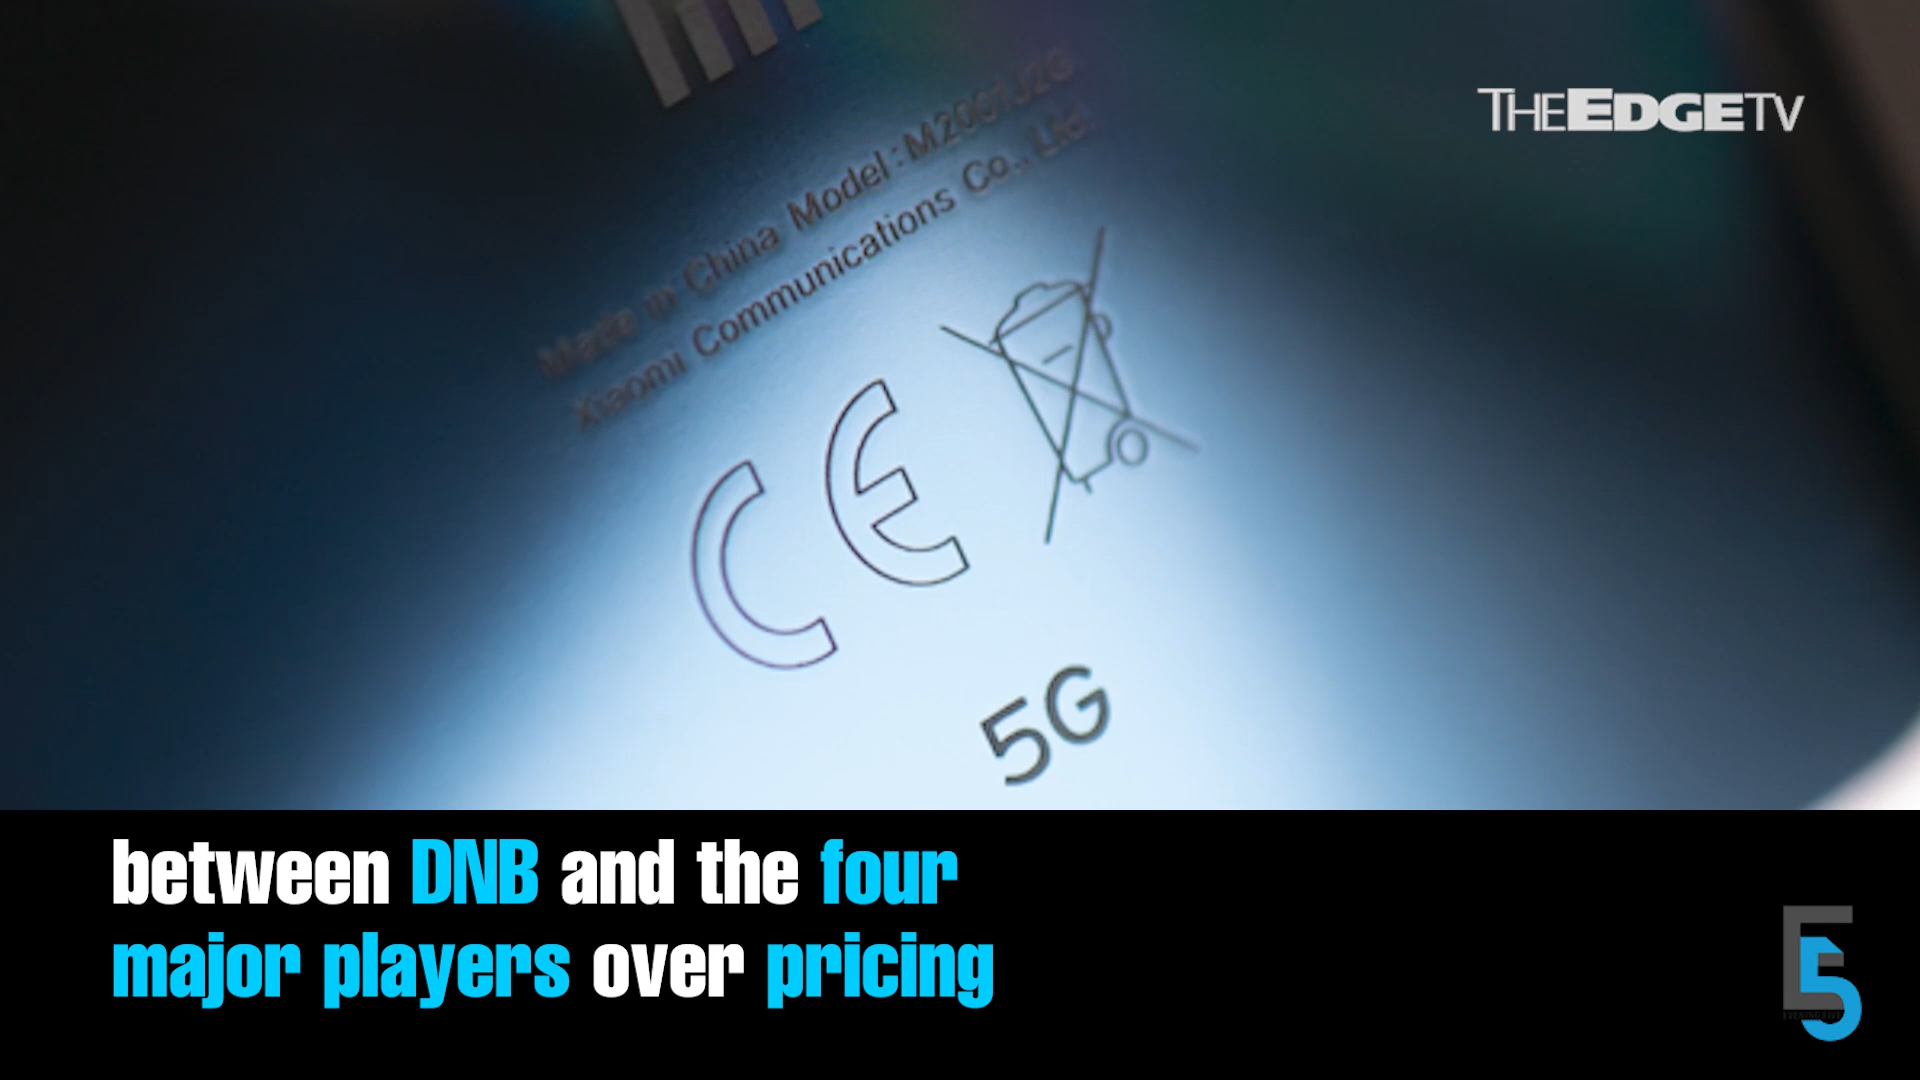 THEEDGETV
Made in China Model: M2001J2G
Xiaomi Communications Co., Ltd.
CE
5G
between DNB and the four
major players over pricing
E5